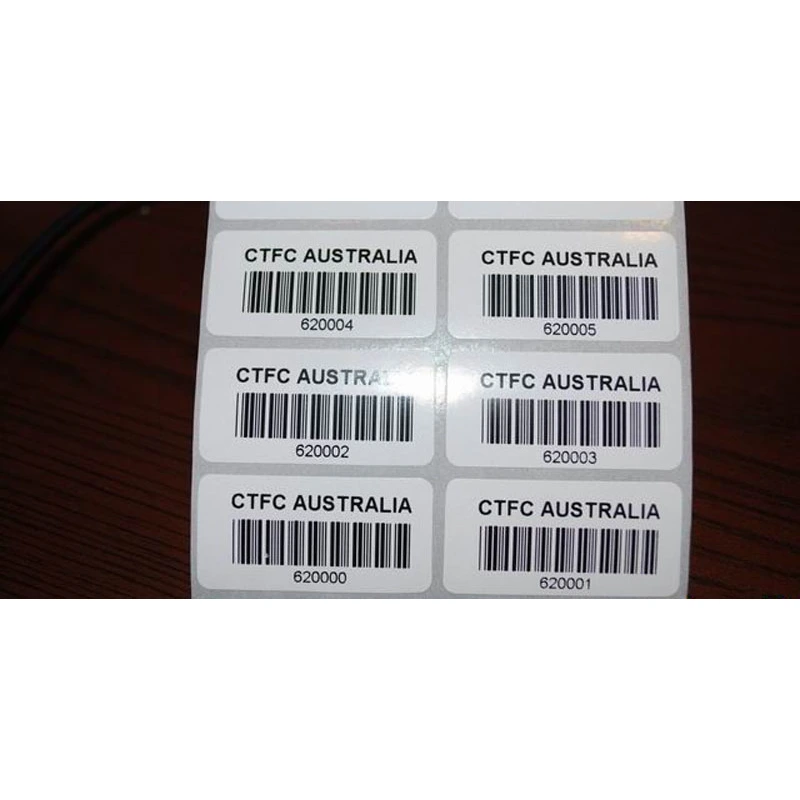 CTFC AUSTRALIA
620004
CTFC AUSTRALIA
620005
CTFC
620002
CTFC AUSTRALIA
620003
CTFC AUSTRALIA
620000
CTFC AUSTRALIA
620001